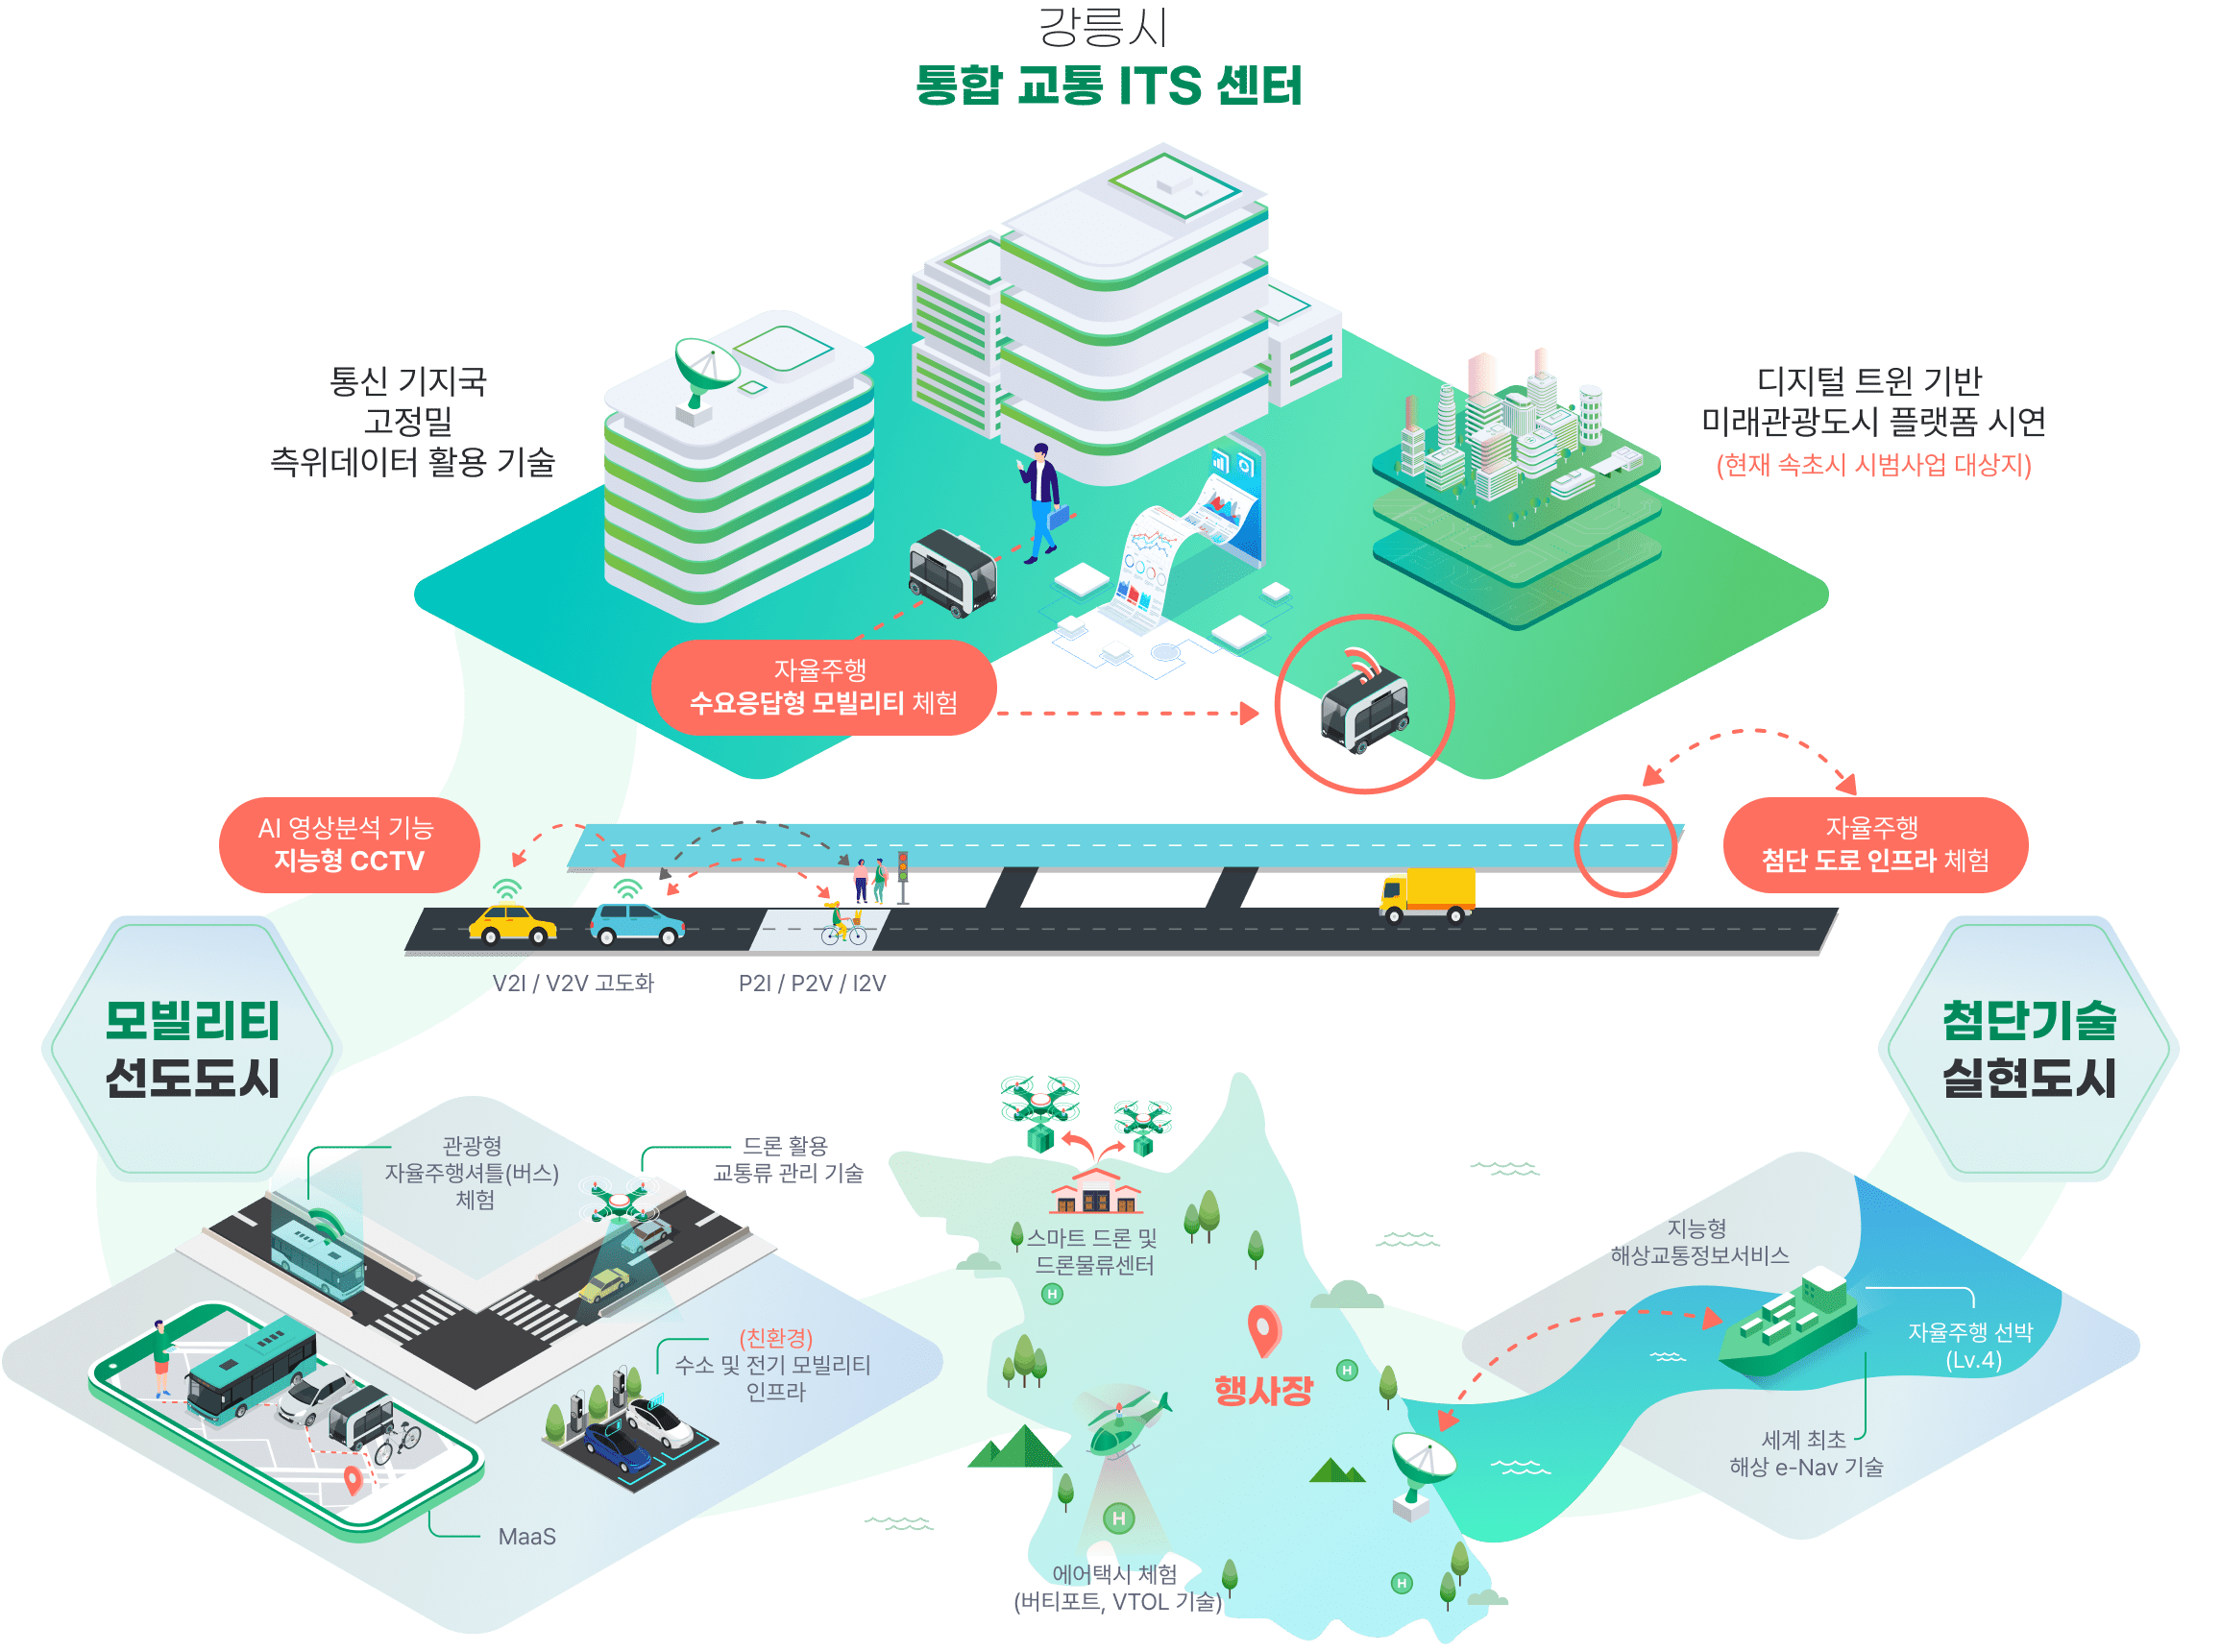 강릉시
통합 교통 ITS 센터
통신 기지국
고정밀
측위데이터 활용 기술
디지털 트윈 기반
미래관광도시 플랫폼 시연
(현재 속초시 시범사업 대상지)
자율주행
수요응답형 모빌리티 체험
AI 영상분석 기능
지능형 CCTV
자율주행
첨단 도로 인프라 체험
V2I / V2V 고도화
P2I / P2V / I2V
모빌리티
선도도시
첨단기술
실현도시
관광형
자율주행셔틀(버스)
체험
드론 활용
교통류 관리 기술
(친환경)
수소 및 전기 모빌리티
인프라
MaaS
스마트 드론 및
드론물류센터
H
행사장
H
H
에어택시 체험
(버티포트, VTOL 기술)
H
지능형
해상교통정보서비스
자율주행 선박
(Lv.4)
세계 최초
해상 e-Nav 기술